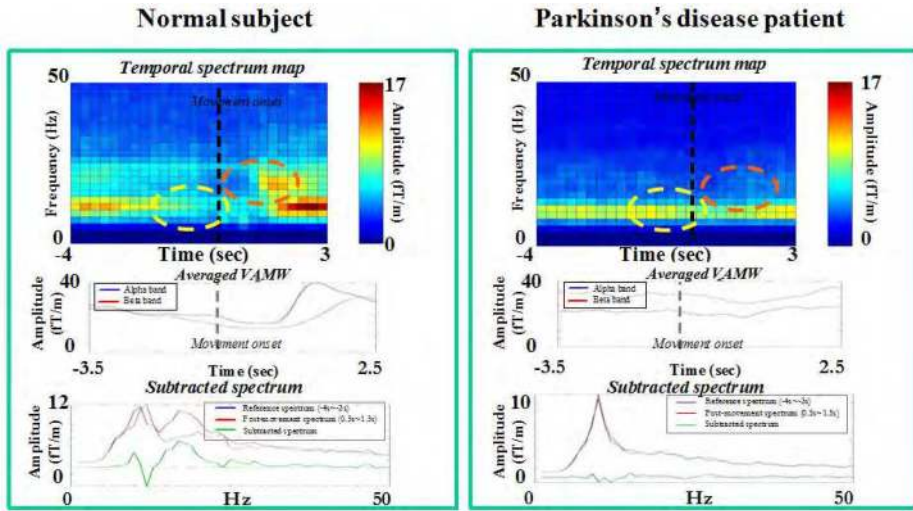 Normal subject
Parkinson's disease patient
Temporal spectrum map
50
Frequency (Hz)
0
Movement onset
17
Amplitude (fT/m)
0
-4
Time (sec)
3
Averaged VAMW
40
Amplitude (fT/m)
0
Alpha band
Beta band
Movement onset
-3.5
Time (sec)
2.5
Subtracted spectrum
12
Amplitude (fT/m)
0
Reference spectrum (-4s~-3s)
Post-movement spectrum (0.3s~1.3s)
Subtracted spectrum
0
Hz
50
Temporal spectrum map
50
Frequency (Hz)
0
17
Amplitude (fT/m)
0
-4
Time (sec)
3
Averaged VAMW
40
Amplitude (fT/m)
0
Alpha band
Beta band
Movement onset
-3.5
Time (sec)
2.5
Subtracted spectrum
10
Amplitude (fT/m)
0
Reference spectrum (-4s~-3s)
Subtracted spectrum
0
Hz
50